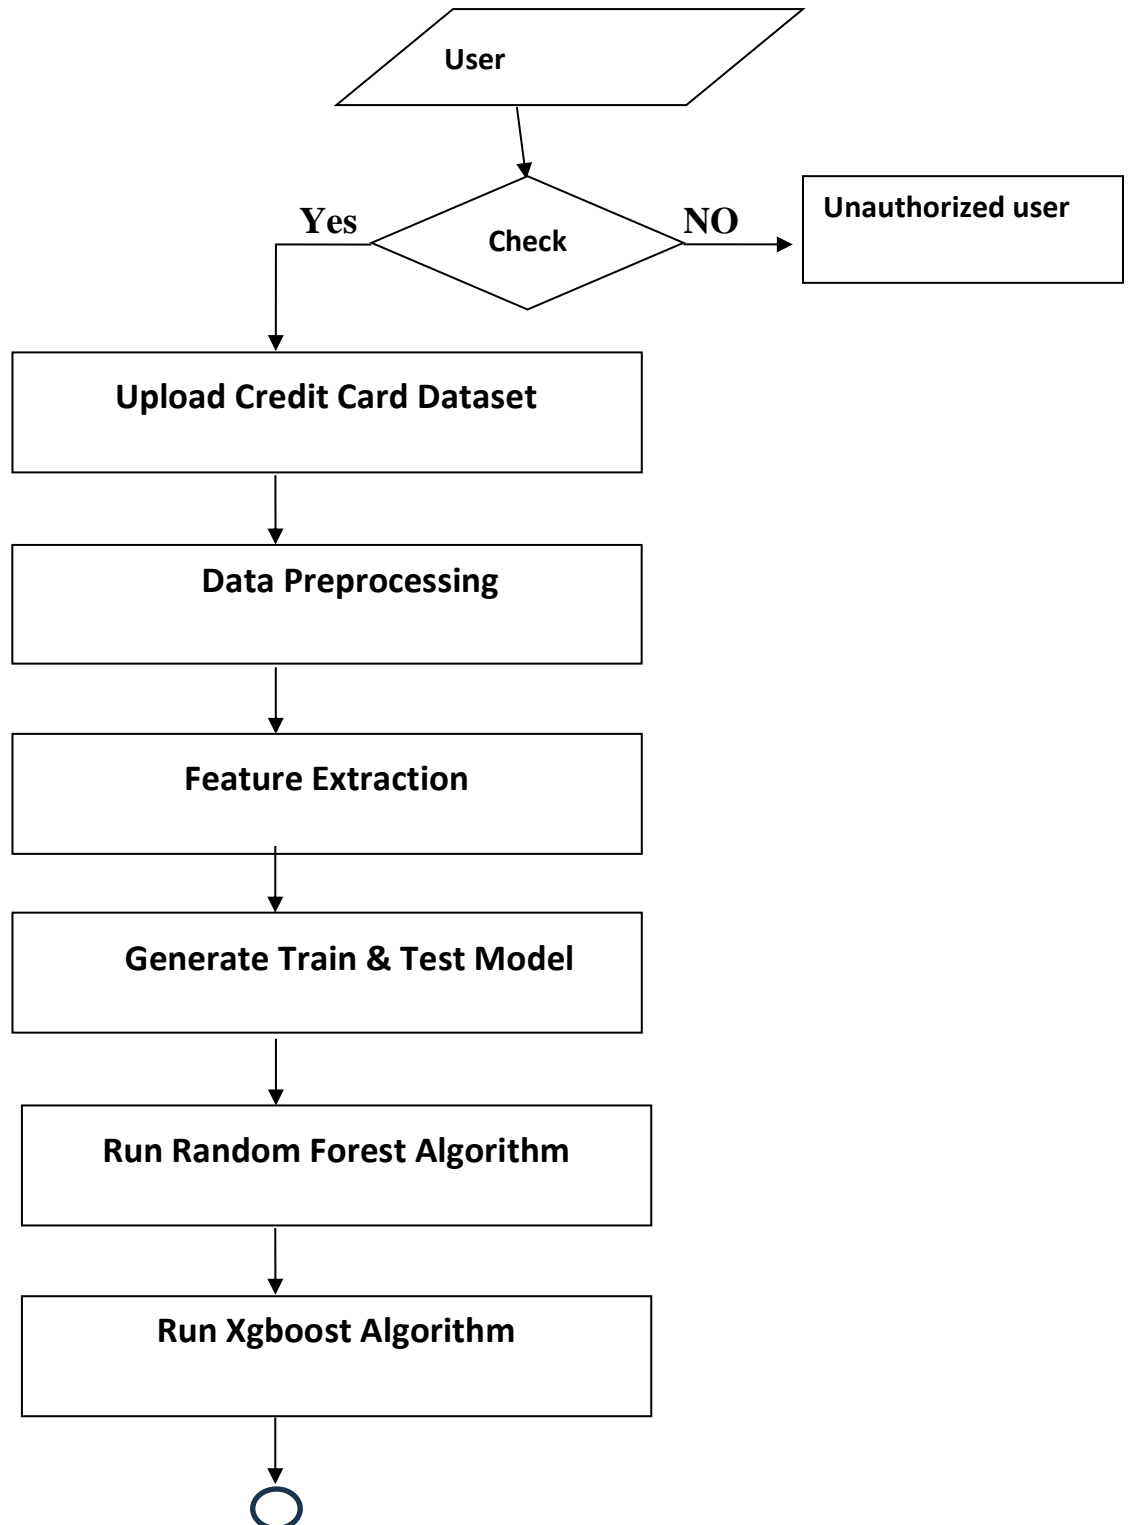 User
Yes
Check
NO
Unauthorized user
Upload Credit Card Dataset
Data Preprocessing
Feature Extraction
Generate Train & Test Model
Run Random Forest Algorithm
Run Xgboost Algorithm